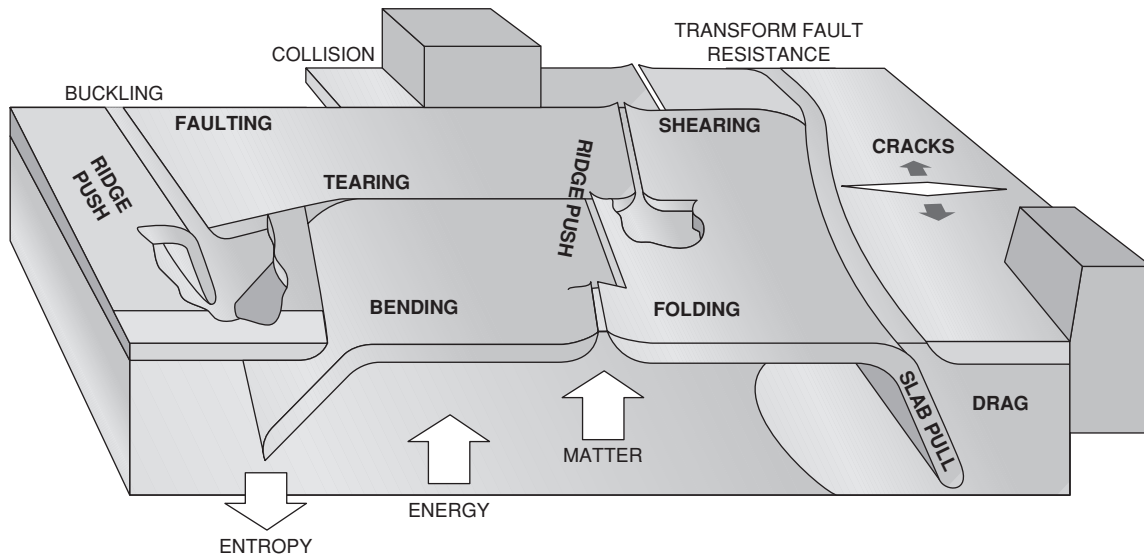 TRANSFORM FAULT
RESISTANCE
COLLISION
BUCKLING
FAULTING
SHEARING
CRACKS
RIDGE
PUSH
TEARING
RIDGE PUSH
BENDING
FOLDING
SLAB PULL
DRAG
MATTER
ENERGY
ENTROPY